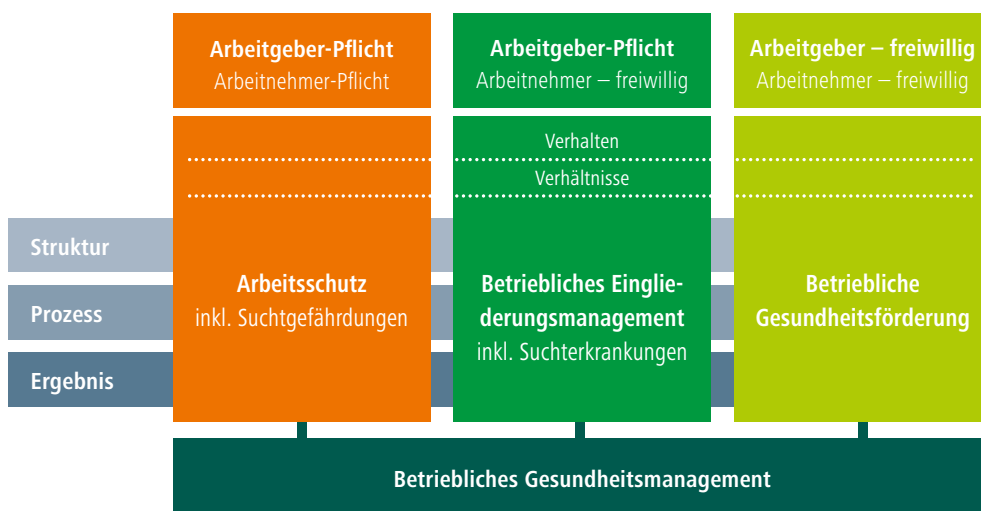 Arbeitgeber-Pflicht
Arbeitnehmer-Pflicht
Arbeitgeber-Pflicht
Arbeitnehmer – freiwillig
Arbeitgeber – freiwillig
Arbeitnehmer – freiwillig
Verhalten
Verhältnisse
Struktur
Prozess
Ergebnis
Arbeitsschutz
inkl. Suchtgefährdungen
Betriebliches Einglie-
derungsmanagement
inkl. Suchterkrankungen
Betriebliche
Gesundheitsförderung
Betriebliches Gesundheitsmanagement